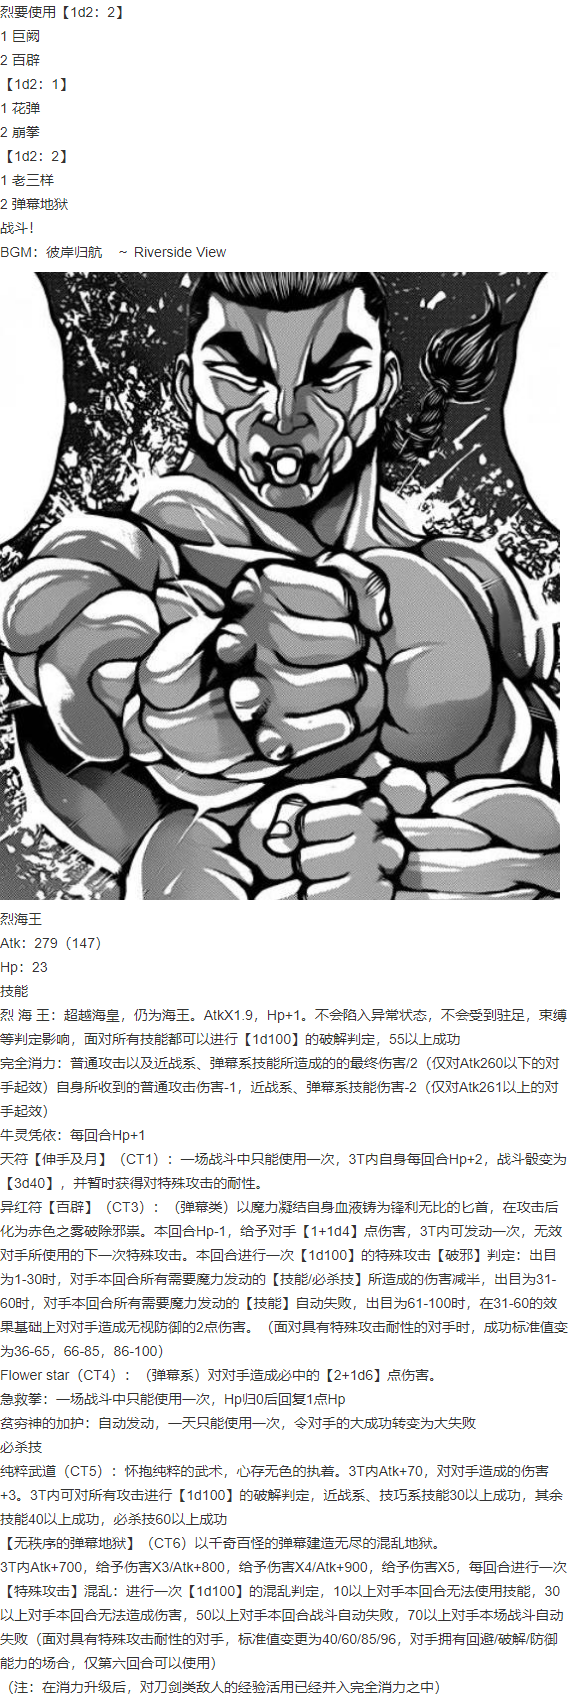 烈要使用【1d2：2】
1 巨阙
2 百辟
【1d2：1】
1 花弹
2 崩拳
【1d2：2】
1 老三样
2 弹幕地狱
战斗！
BGM：彼岸归航　~ Riverside View
烈海王
Atk：279（147）
Hp：23
技能
烈 海 王：超越海皇，仍为海王。AtkX1.9，Hp+1。不会陷入异常状态，不会受到驻足，束缚
等判定影响，面对所有技能都可以进行【1d100】的破解判定，55以上成功
完全消力：普通攻击以及近战系、弹幕系技能所造成的的最终伤害/2（仅对Atk260以下的对
手起效）自身所收到的普通攻击伤害-1，近战系、弹幕系技能伤害-2（仅对Atk261以上的对
手起效）
牛灵凭依：每回合Hp+1
天符【伸手及月】（CT1）：一场战斗中只能使用一次，3T内自身每回合Hp+2，战斗骰变为
【3d40】，并暂时获得对特殊攻击的耐性。
异红符【百辟】（CT3）：（弹幕类）以魔力凝结自身血液铸为锋利无比的匕首，在攻击后
化为赤色之雾破除邪祟。本回合Hp-1，给予对手【1+1d4】点伤害，3T内可发动一次，无效
对手所使用的下一次特殊攻击。本回合进行一次【1d100】的特殊攻击【破邪】判定：出目
为1-30时，对手本回合所有需要魔力发动的【技能/必杀技】所造成的伤害减半，出目为31-
60时，对手本回合所有需要魔力发动的【技能】自动失败，出目为61-100时，在31-60的效
果基础上对对手造成无视防御的2点伤害。（面对具有特殊攻击耐性的对手时，成功标准值变
为36-65，66-85，86-100）
Flower star（CT4）：（弹幕系）对对手造成必中的【2+1d6】点伤害。
急救拳：一场战斗中只能使用一次，Hp归0后回复1点Hp
贫穷神的加护：自动发动，一天只能使用一次，令对手的大成功转变为大失败
必杀技
纯粹武道（CT5）：怀抱纯粹的武术，心存无色的执着。3T内Atk+70，对对手造成的伤害
+3。3T内可对所有攻击进行【1d100】的破解判定，近战系、技巧系技能30以上成功，其余
技能40以上成功，必杀技60以上成功
【无秩序的弹幕地狱】（CT6）以千奇百怪的弹幕建造无尽的混乱地狱。
3T内Atk+700，给予伤害X3/Atk+800，给予伤害X4/Atk+900，给予伤害X5，每回合进行一次
【特殊攻击】混乱：进行一次【1d100】的混乱判定，10以上对手本回合无法使用技能，30
以上对手本回合无法造成伤害，50以上对手本回合战斗自动失败，70以上对手本场战斗自动
失败（面对具有特殊攻击耐性的对手，标准值变更为40/60/85/96，对手拥有回避/破解/防御
能力的场合，仅第六回合可以使用）
（注：在消力升级后，对刀剑类敌人的经验活用已经并入完全消力之中）